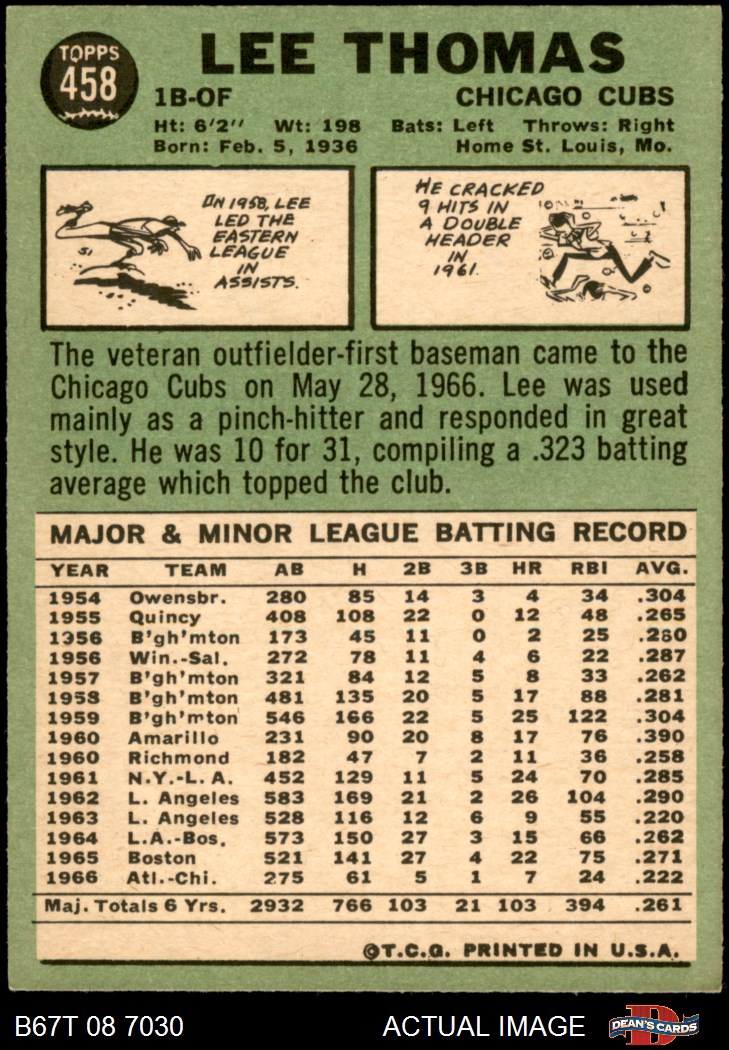 TOPPS
458
LEE THOMAS
1B-OF CHICAGO CUBS
Ht: 6'2" Wt: 198 Bats: Left Throws: Right
Born: Feb. 5, 1936 Home St. Louis, Mo.
IN 1958, LEE
LED THE
EASTERN
LEAGUE
IN
ASSISTS.
HE CRACKED
9 HITS IN
A DOUBLE
HEADER
IN
1961.
The veteran outfielder-first baseman came to the
Chicago Cubs on May 28, 1966. Lee was used
mainly as a pinch-hitter and responded in great
style. He was 10 for 31, compiling a .323 batting
average which topped the club.
MAJOR & MINOR LEAGUE BATTING RECORD
YEAR TEAM AB H 2B 3B HR RBI AVG.
1954 Owensbr. 280 85 14 3 4 34 .304
1955 Quincy 408 108 22 0 12 48 .265
1956 B'gh'mton 173 45 11 0 2 25 .260
1956 Win.-Sal. 272 78 11 4 6 22 .287
1957 B'gh'mton 321 84 12 5 8 33 .262
1958 B'gh'mton 481 135 20 5 17 88 .281
1959 B'gh'mton 546 166 22 5 25 122 .304
1960 Amarillo 231 90 20 8 17 76 .390
1960 Richmond 182 47 7 2 11 36 .258
1961 N.Y.-L.A. 452 129 11 5 24 70 .285
1962 L. Angeles 583 169 21 2 26 104 .290
1963 L. Angeles 528 116 12 6 9 55 .220
1964 L.A.-Bos. 573 150 27 3 15 66 .262
1965 Boston 521 141 27 4 22 75 .271
1966 Atl.-Chi. 275 61 5 1 7 24 .222
Maj. Totals 6 Yrs. 2932 766 103 21 103 394 .261
©T.C.G. PRINTED IN U.S.A.
B67T 08 7030 ACTUAL IMAGE DEAN'S CARDS